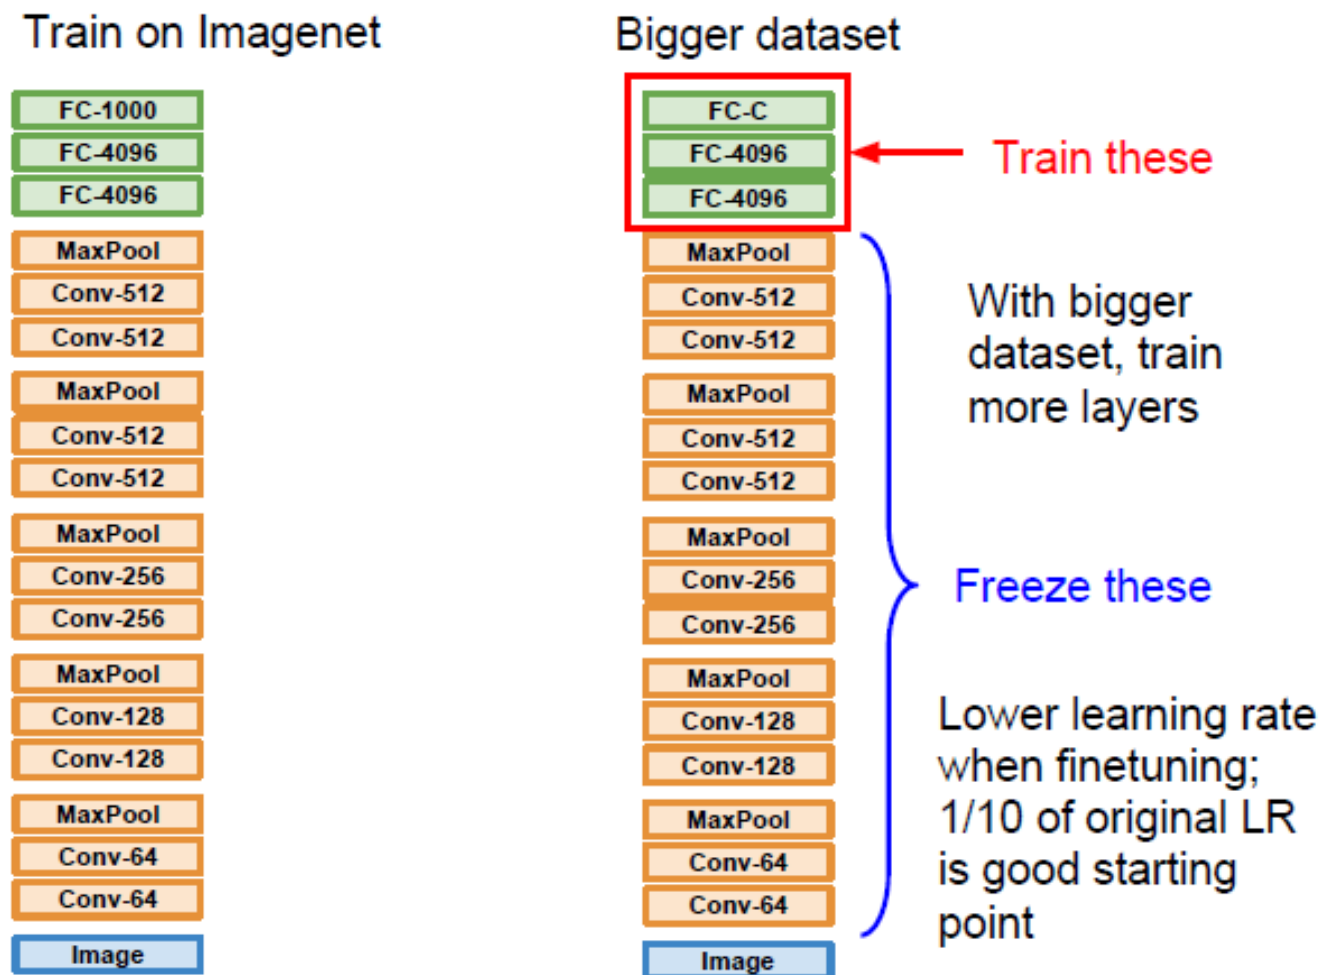 Train on Imagenet
FC-1000
FC-4096
FC-4096
MaxPool
Conv-512
Conv-512
MaxPool
Conv-512
Conv-512
MaxPool
Conv-256
Conv-256
MaxPool
Conv-128
Conv-128
MaxPool
Conv-64
Conv-64
Image
Bigger dataset
FC-C
FC-4096
FC-4096
MaxPool
Conv-512
Conv-512
MaxPool
Conv-512
Conv-512
MaxPool
Conv-256
Conv-256
MaxPool
Conv-128
Conv-128
MaxPool
Conv-64
Conv-64
Image
Train these
With bigger
dataset, train
more layers
Freeze these
Lower learning rate
when finetuning;
1/10 of original LR
is good starting
point